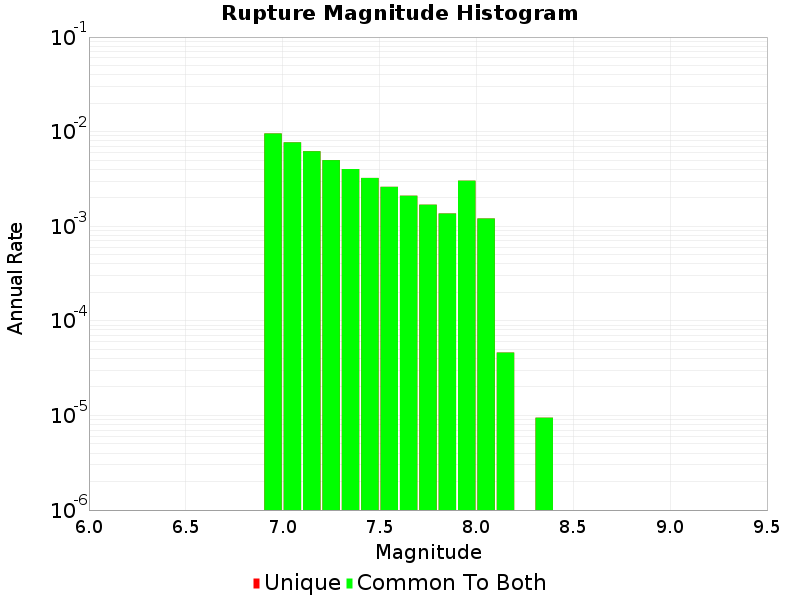 Rupture Magnitude Histogram
10^-1
10^-2
10^-3
10^-4
10^-5
10^-6
Annual Rate
6.0 6.5 7.0 7.5 8.0 8.5 9.0 9.5
Magnitude
Unique Common To Both